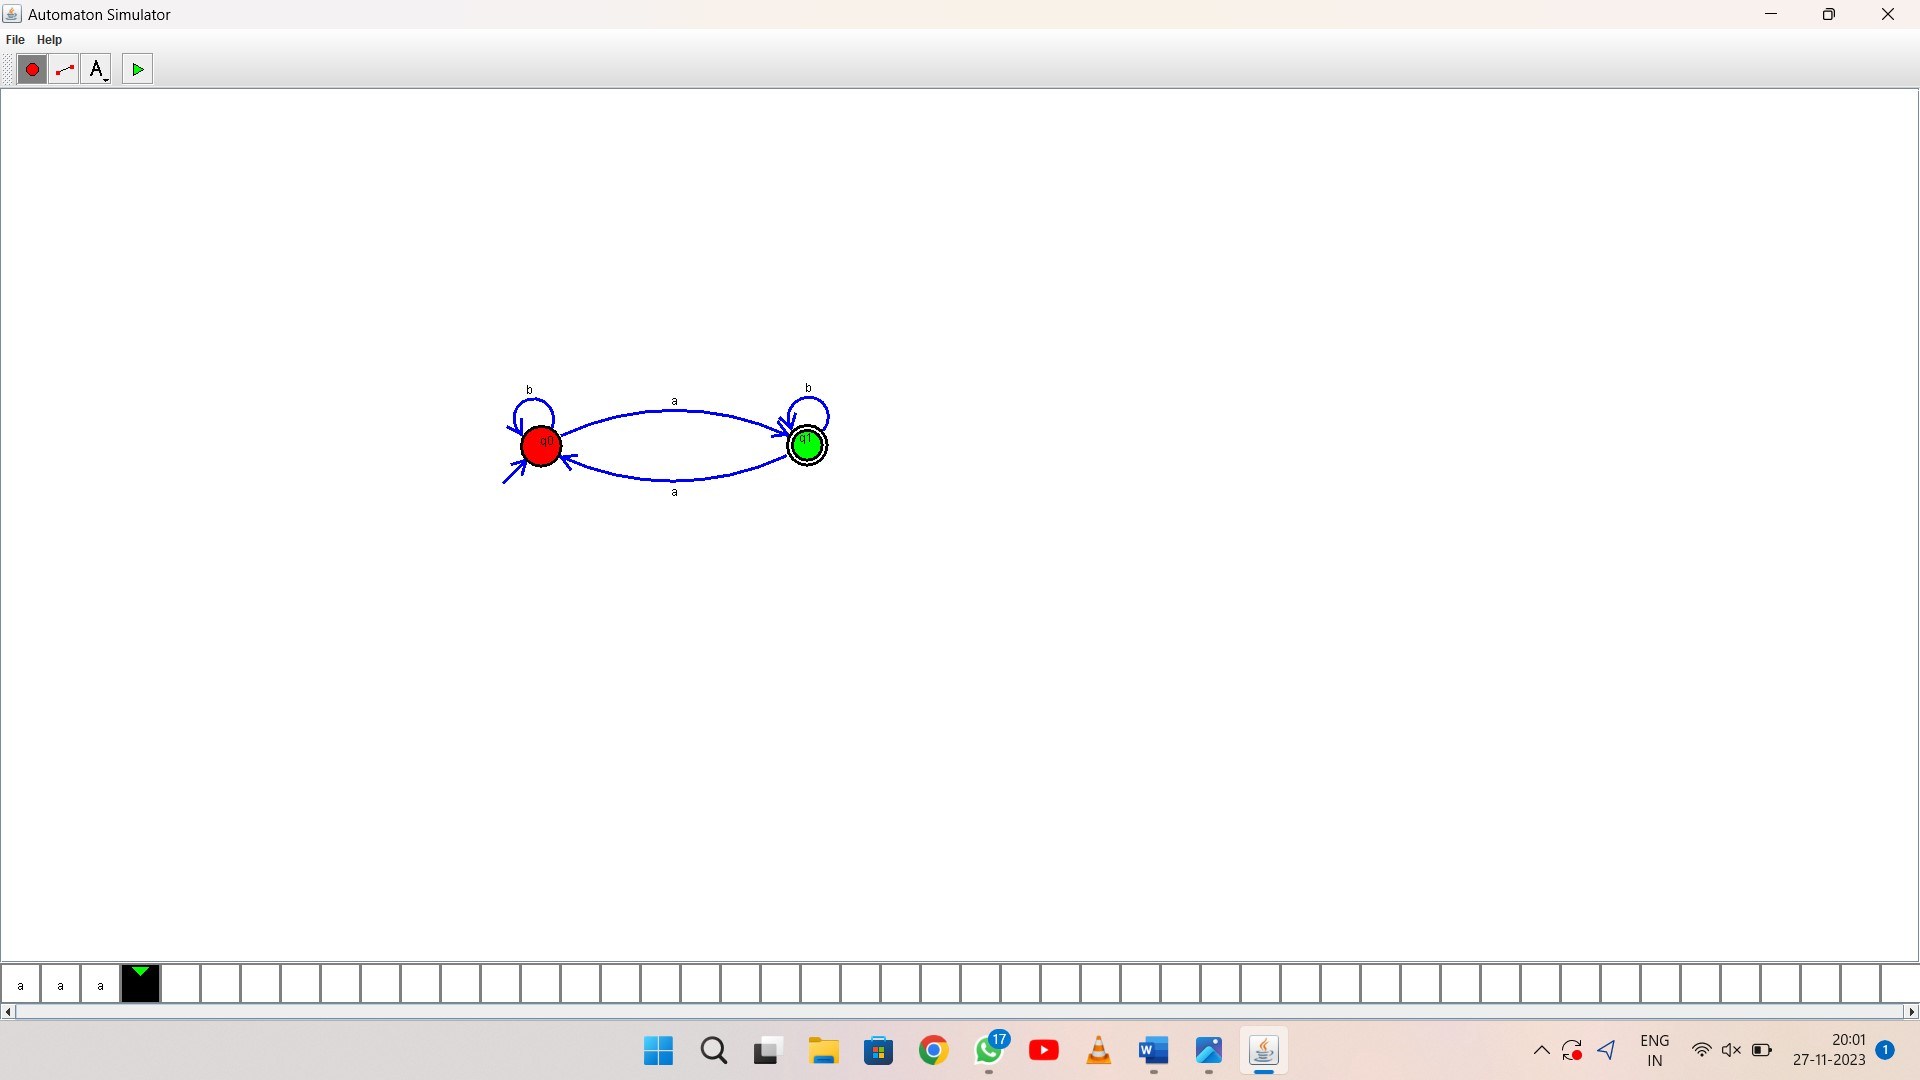 Automaton Simulator
File Help
A
b
a
b
q0
q1
a
a a a
17
W
ENG
IN
20:01
27-11-2023
1